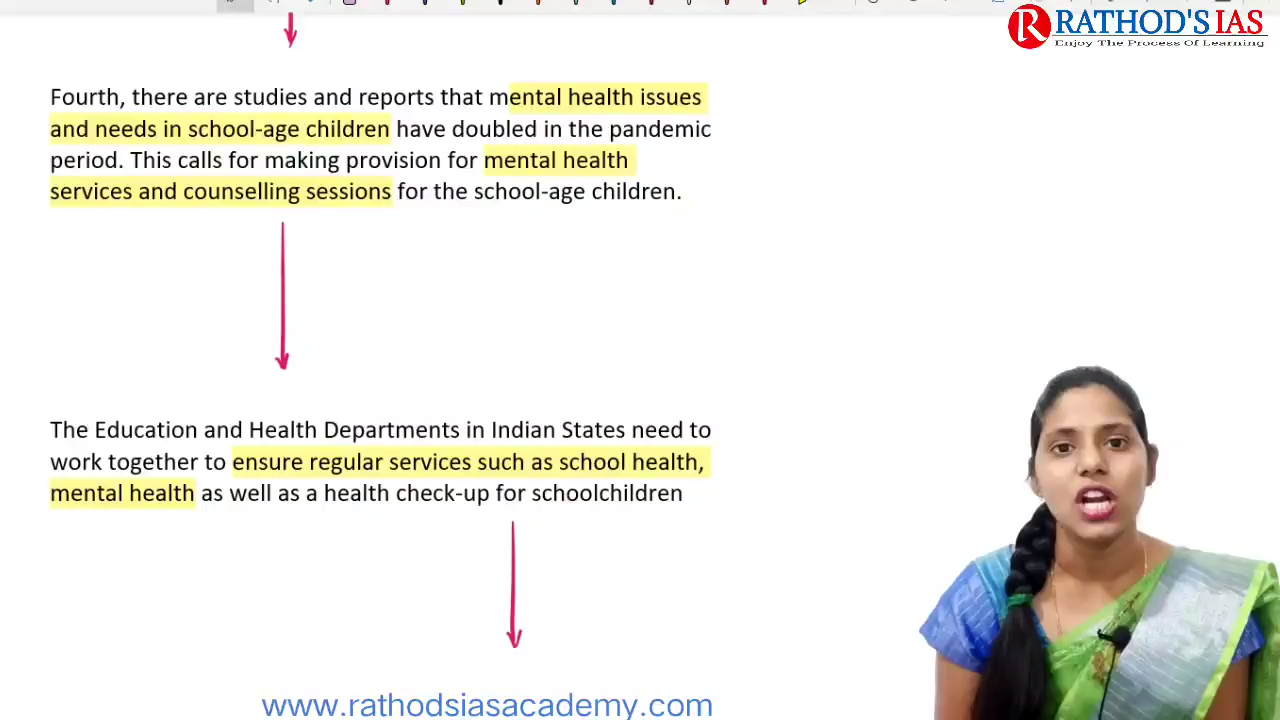 RATHOD'S IAS
Enjoy The Process Of Learning
Fourth, there are studies and reports that mental health issues
and needs in school-age children have doubled in the pandemic
period. This calls for making provision for mental health
services and counselling sessions for the school-age children.
The Education and Health Departments in Indian States need to
work together to ensure regular services such as school health,
mental health as well as a health check-up for schoolchildren
www.rathodsiasacademy.com